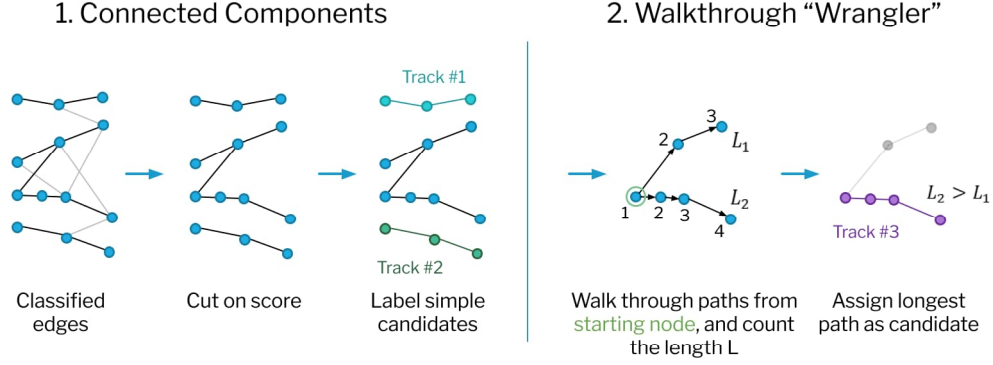 1. Connected Components
2. Walkthrough “Wrangler”
Track #1
Track #2
Classified
edges
Cut on score
Label simple
candidates
3
2
L₁
1
2
3
L₂
4
L₂ > L₁
Track #3
Walk through paths from
starting node, and count
the length L
Assign longest
path as candidate